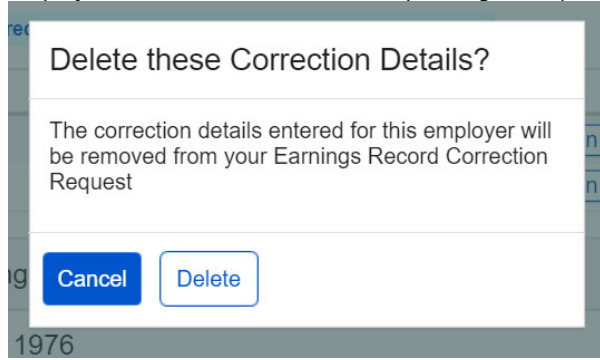 Delete these Correction Details?
The correction details entered for this employer will
be removed from your Earnings Record Correction
Request
Cancel Delete
1976